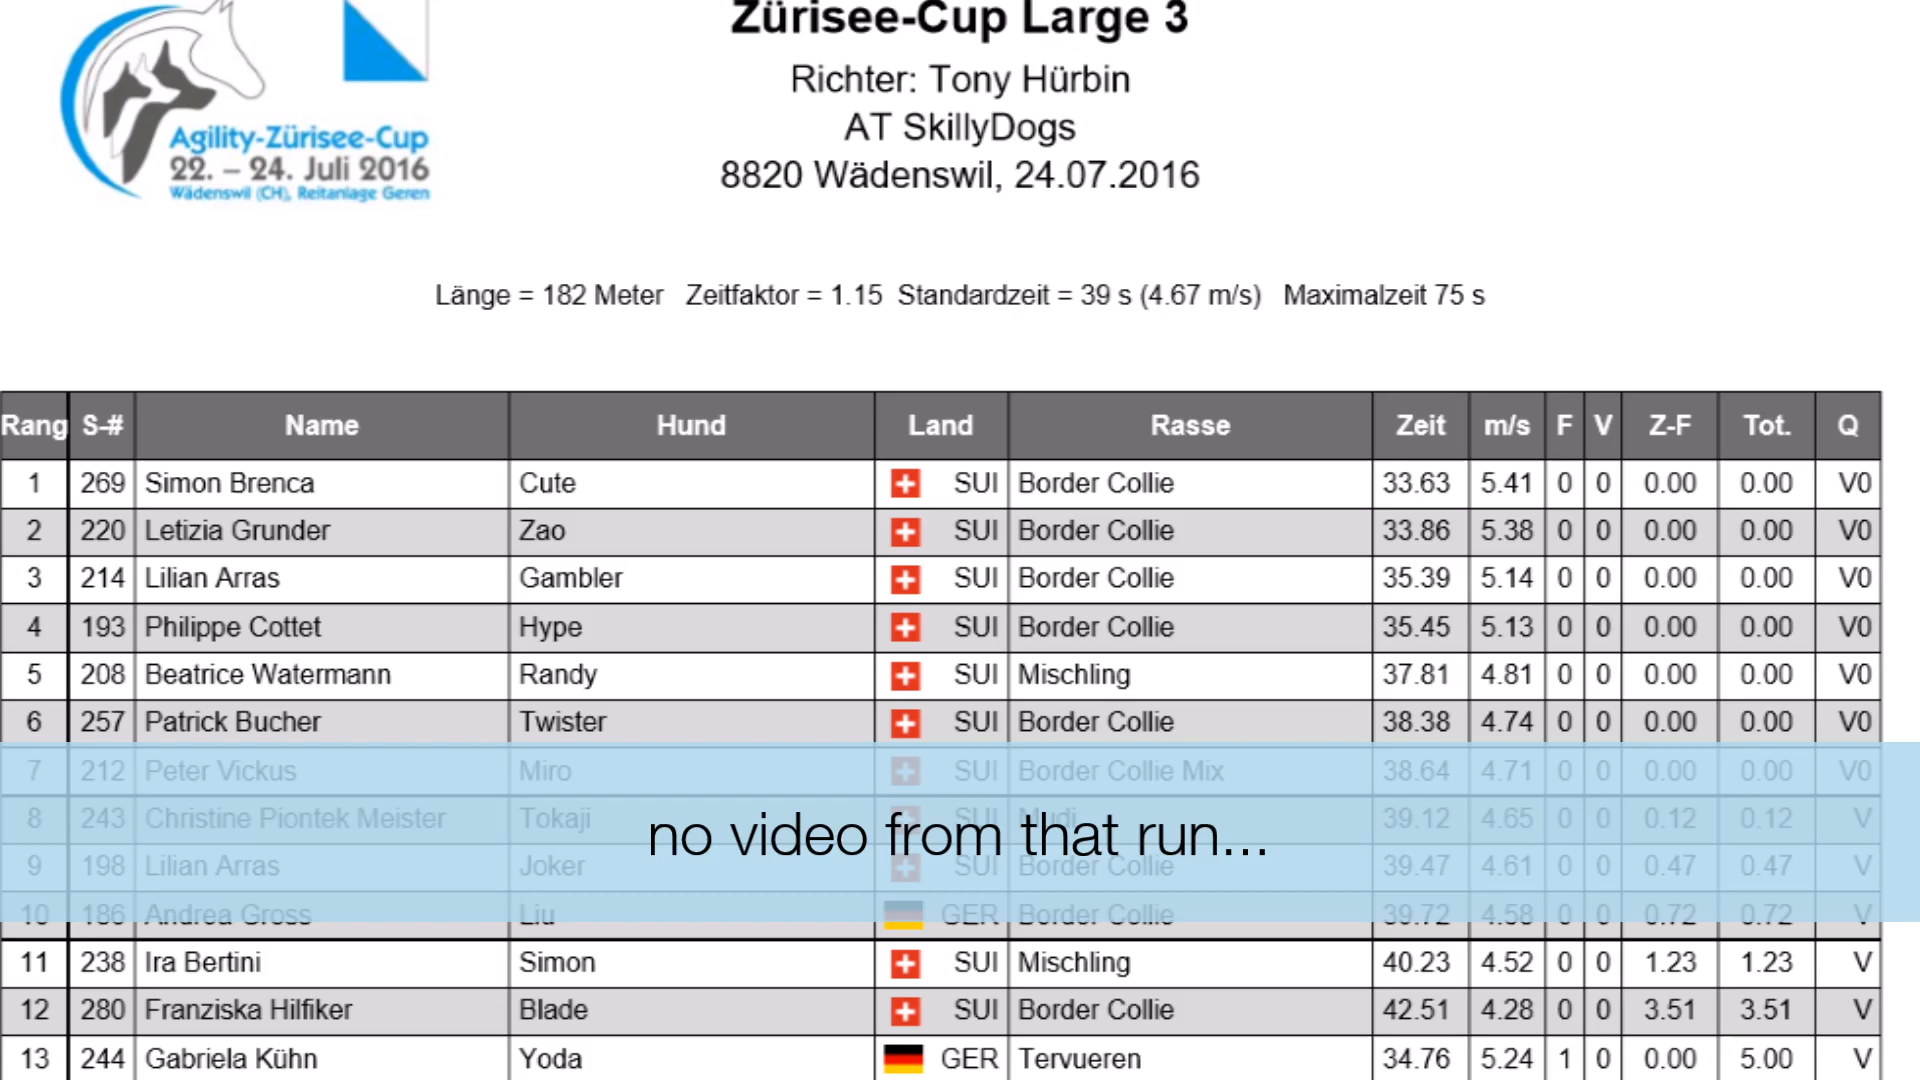 Zürisee-Cup Large 3
Richter: Tony Hürbin
AT SkillyDogs
8820 Wädenswil, 24.07.2016
Agility-Zürisee-Cup
22. – 24. Juli 2016
Wädenswil (CH), Reitanlage Geren
Länge = 182 Meter Zeitfaktor = 1.15 Standardzeit = 39 s (4.67 m/s) Maximalzeit 75 s
Rang S-# Name Hund Land Rasse Zeit m/s F V Z-F Tot. Q
1 269 Simon Brenca Cute SUI Border Collie 33.63 5.41 0 0 0.00 0.00 V0
2 220 Letizia Grunder Zao SUI Border Collie 33.86 5.38 0 0 0.00 0.00 V0
3 214 Lilian Arras Gambler SUI Border Collie 35.39 5.14 0 0 0.00 0.00 V0
4 193 Philippe Cottet Hype SUI Border Collie 35.45 5.13 0 0 0.00 0.00 V0
5 208 Beatrice Watermann Randy SUI Mischling 37.81 4.81 0 0 0.00 0.00 V0
6 257 Patrick Bucher Twister SUI Border Collie 38.38 4.74 0 0 0.00 0.00 V0
7 212 Peter Vickus Miro SUI Border Collie Mix 38.64 4.71 0 0 0.00 0.00 V0
8 243 Christine Piontek Meister Tokaji SUI Mudi 39.12 4.65 0 0 0.12 0.12 V
no video from that run...
9 198 Lilian Arras Joker SUI Border Collie 39.47 4.61 0 0 0.47 0.47 V
10 186 Andrea Gross Liu GER Border Collie 39.72 4.58 0 0 0.72 0.72 V
11 238 Ira Bertini Simon SUI Mischling 40.23 4.52 0 0 1.23 1.23 V
12 280 Franziska Hilfiker Blade SUI Border Collie 42.51 4.28 0 0 3.51 3.51 V
13 244 Gabriela Kühn Yoda GER Tervueren 34.76 5.24 1 0 0.00 5.00 V